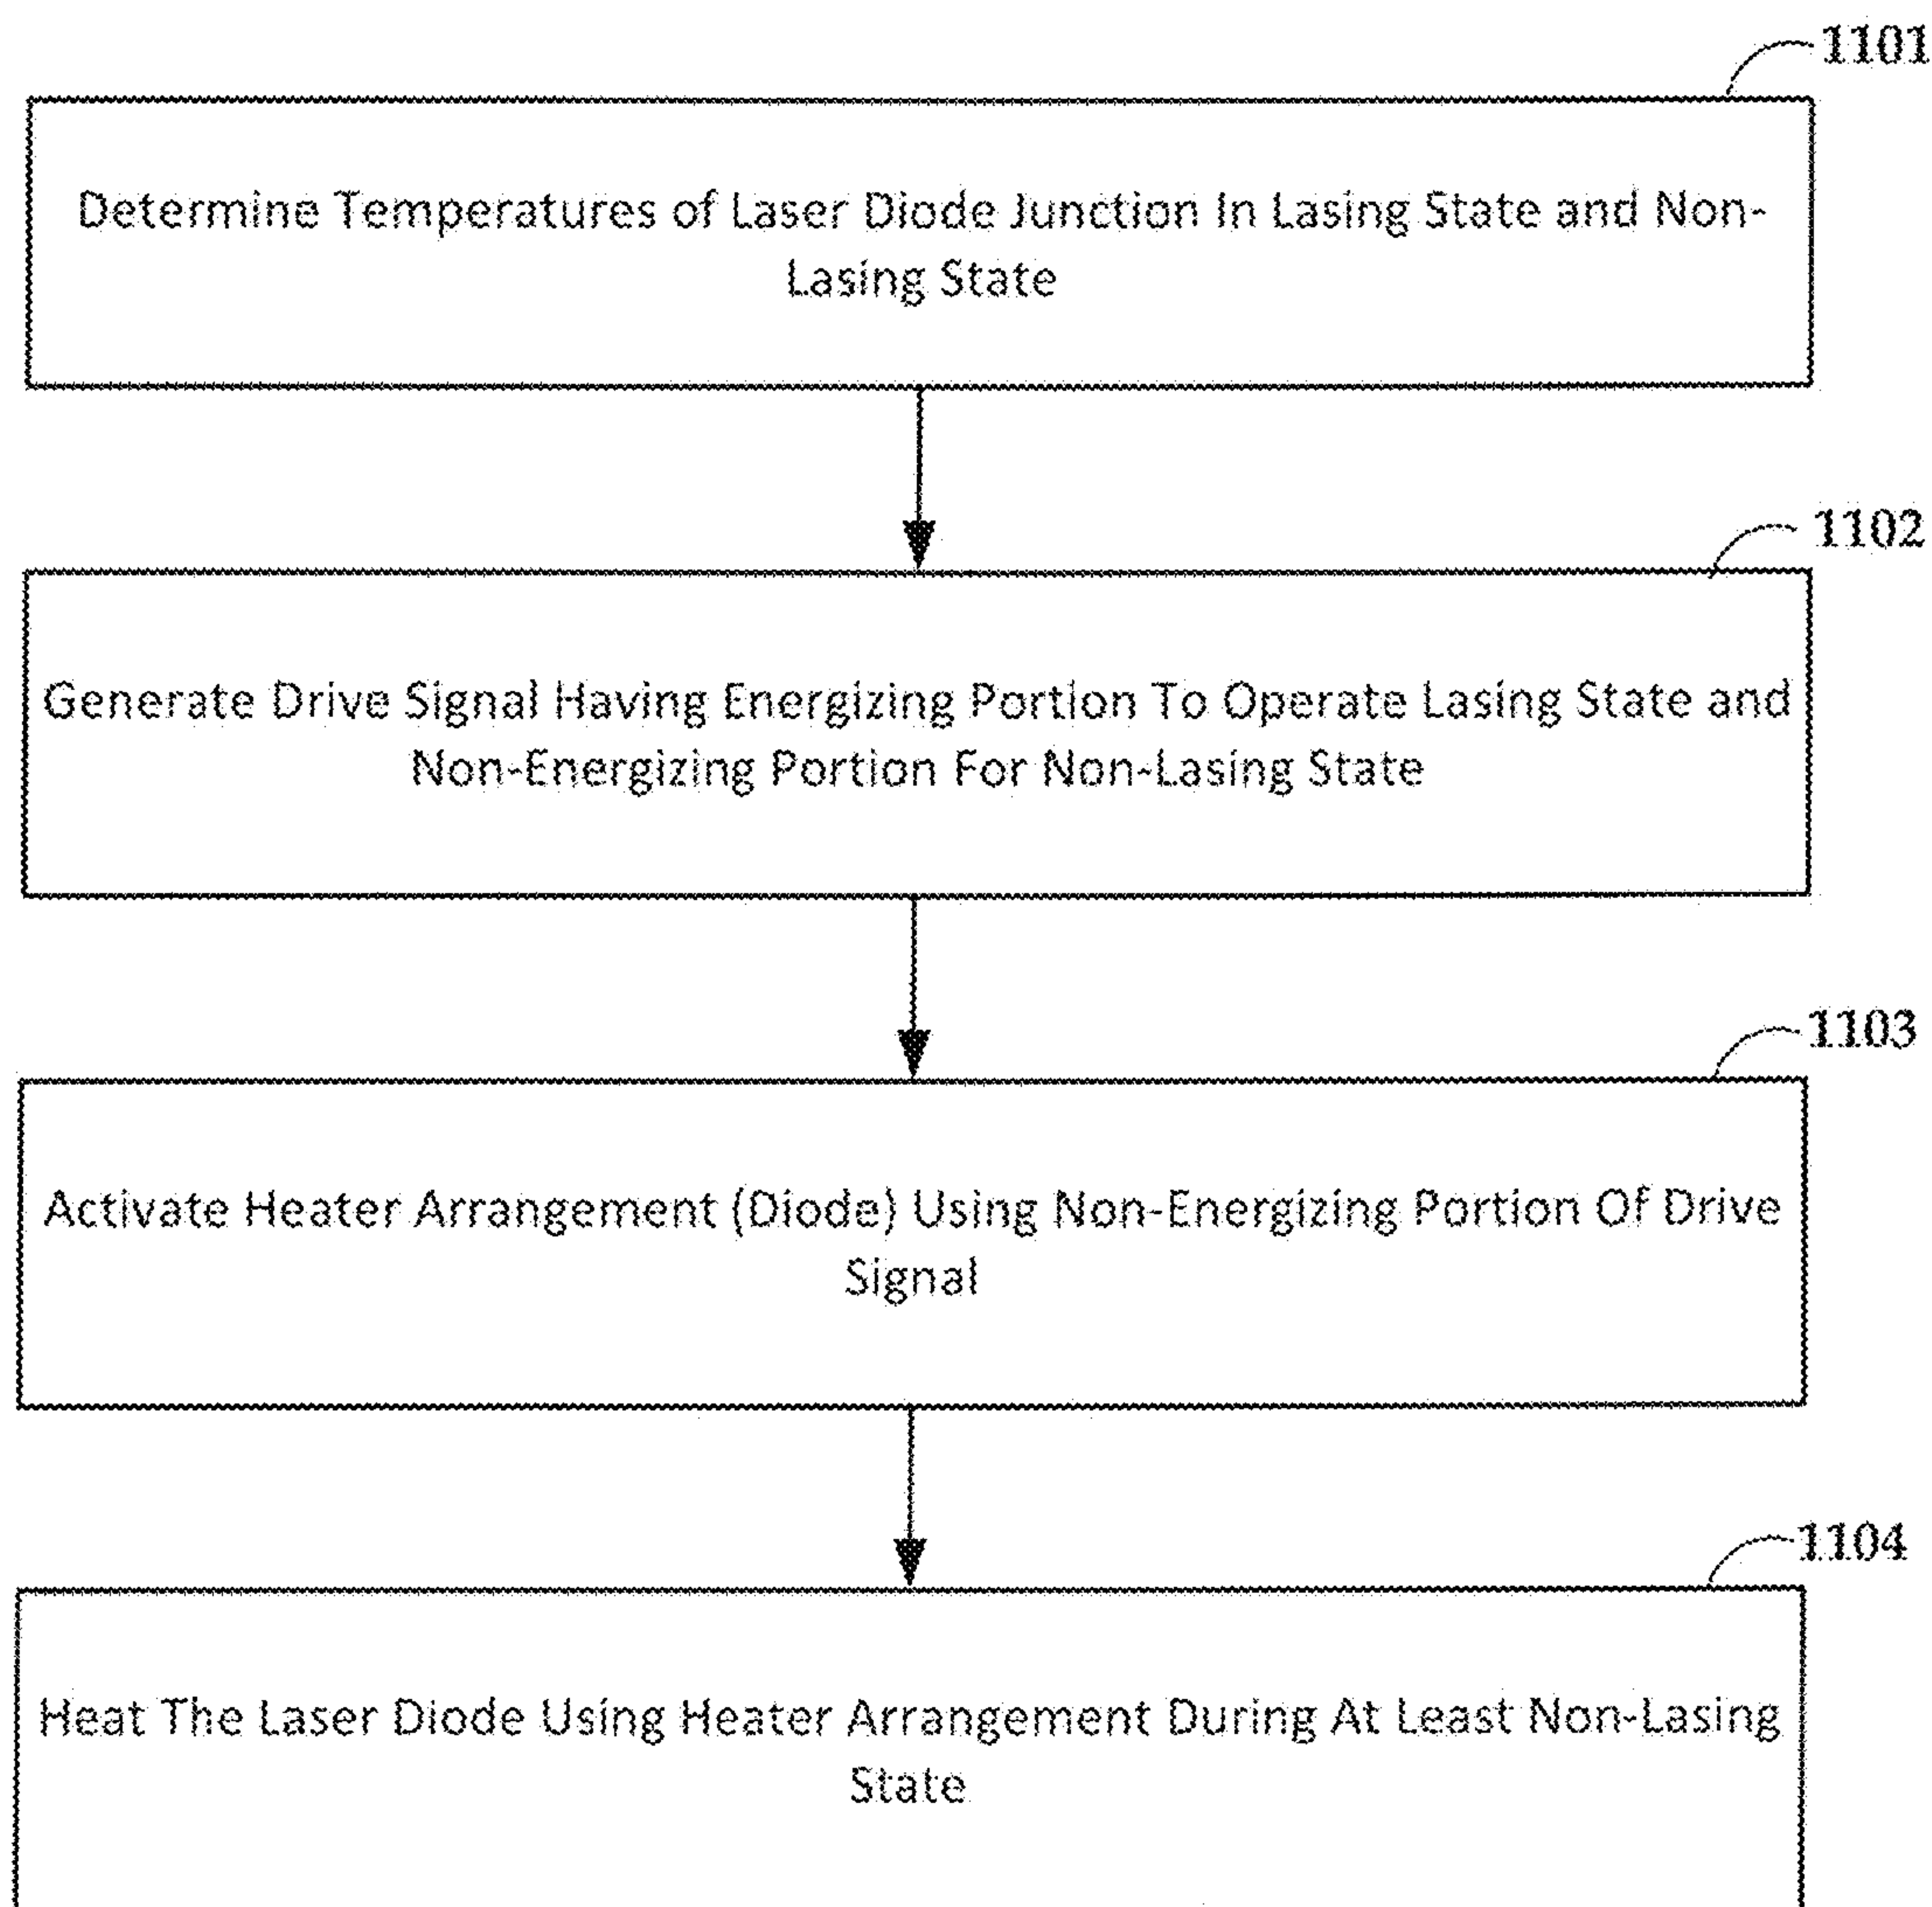 1101
Determine Temperatures of Laser Diode Junction In Lasing State and Non-
Lasing State
1102
Generate Drive Signal Having Energizing Portion To Operate Lasing State and
Non-Energizing Portion For Non-Lasing State
1103
Activate Heater Arrangement (Diode) Using Non-Energizing Portion Of Drive
Signal
1104
Heat The Laser Diode Using Heater Arrangement During At Least Non-Lasing
State